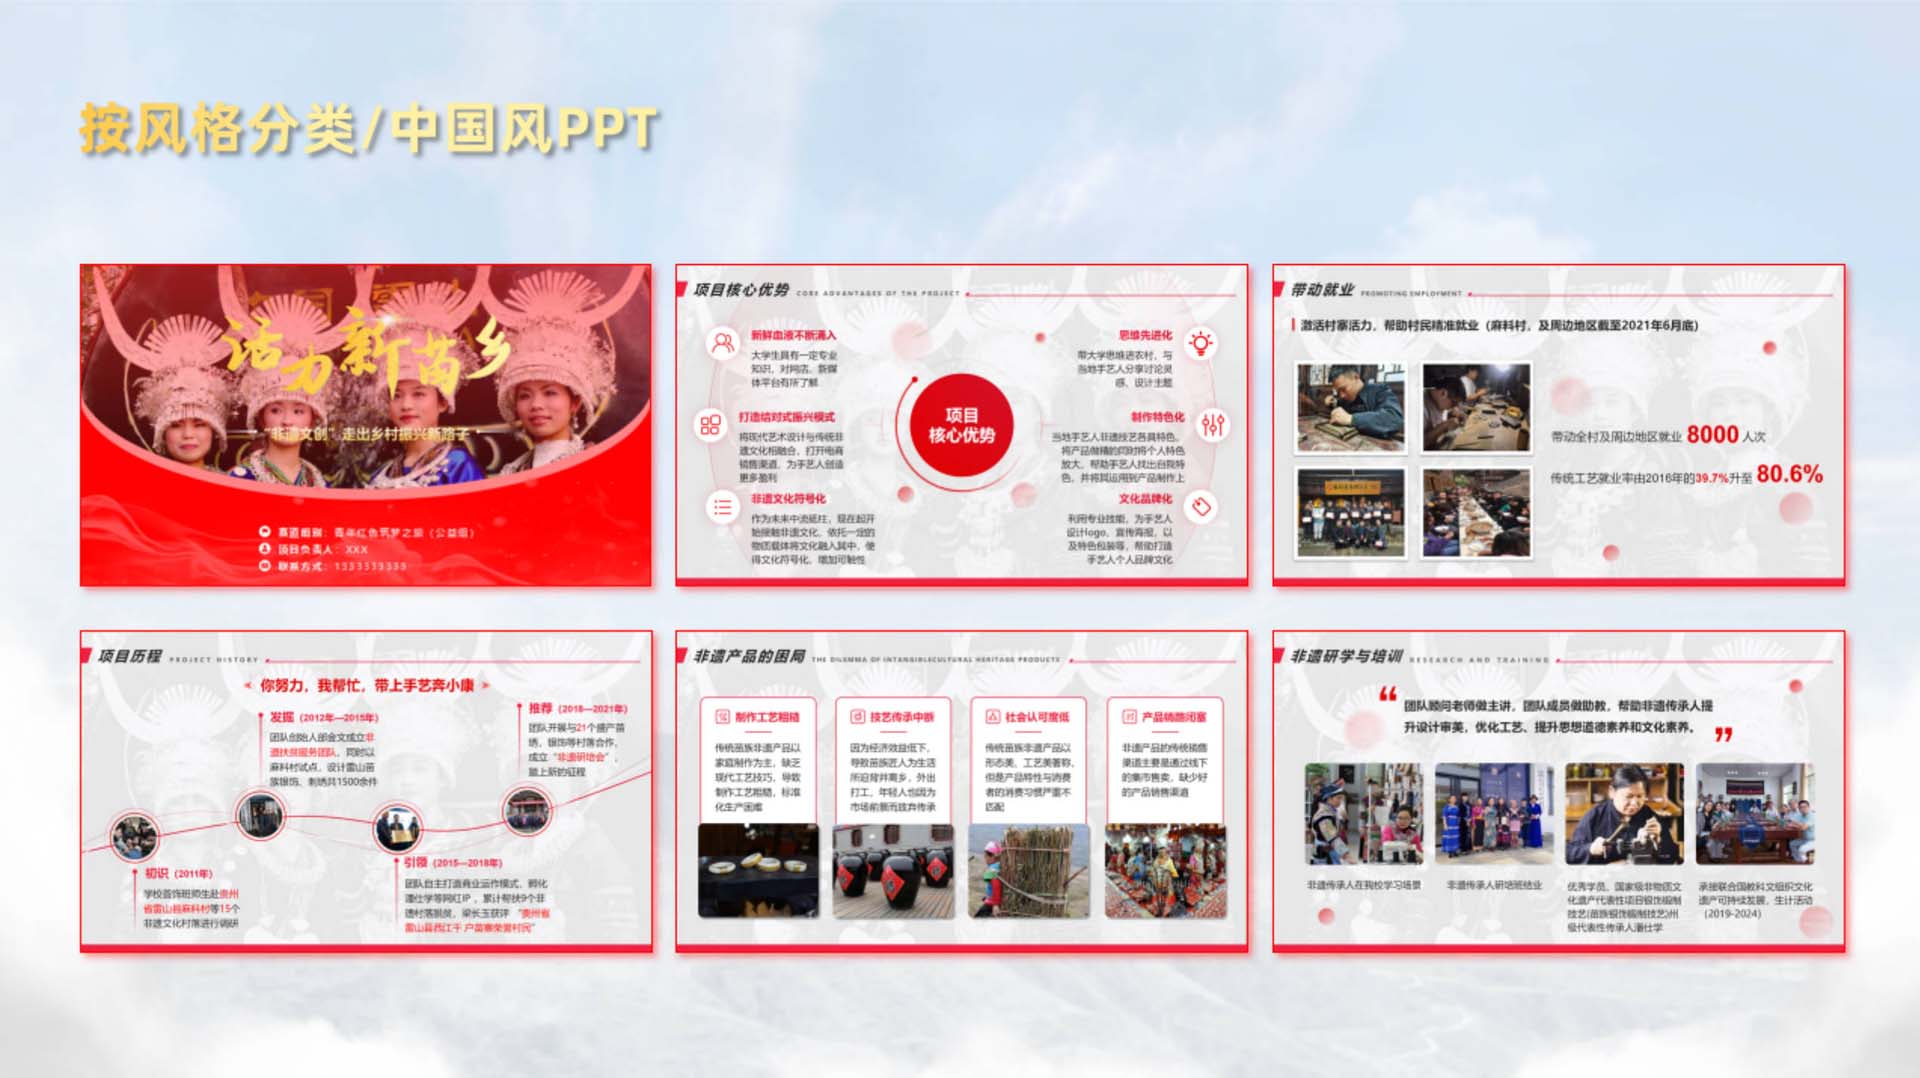 按风格分类/中国风PPT
活力新苗乡
“非遗文创”走出乡村振兴新路子
赛道组别：青年红色筑梦之旅（公益组）
项目负责人：XXX
联系方式：1333333333
项目核心优势 CORE ADVANTAGES OF THE PROJECT
新鲜血液不断涌入
大学生具有一定专业
知识，对网店、新媒
体平台有所了解
打造结对式振兴模式
将现代艺术设计与传统非
遗文化相融合，打开电商
销售渠道，为手艺人创造
更多盈利
非遗文化符号化
作为未来中流砥柱，现在起开
始接触非遗文化，依托一定的
物质载体将文化融入其中，使
得文化符号化，增加可触性
项目
核心优势
思维先进化
带大学思维进农村，与
当地手艺人分享讨论灵
感、设计主题
制作特色化
当地手艺人非遗技艺各具特色，
将产品做精的同时将个人特色
放大，帮助手艺人找出自我特
色，并将其运用到产品制作上
文化品牌化
利用专业技能，为手艺人
设计logo，宣传海报，以
及特色包装等，帮助打造
手艺人个人品牌文化
带动就业 PROMOTING EMPLOYMENT
激活村寨活力，帮助村民精准就业（麻料村，及周边地区截至2021年6月底）
带动全村及周边地区就业 8000 人次
传统工艺就业率由2016年的39.7%升至 80.6%
项目历程 PROJECT HISTORY
你努力，我帮忙，带上手艺奔小康
发掘（2012年—2015年）
团队创始人部金文成立非
遗扶贫服务团队，同时以
麻料村试点，设计雷山苗
族银饰、刺绣共1500余件
推荐（2018—2021年）
团队开展与21个盛产苗
绣，银饰等村落合作，
成立“非遗研培会”，
踏上新的征程
初识（2011年）
学校首饰班师生赴贵州
省雷山县麻料村等15个
非遗文化村落进行调研
引领（2015—2018年）
团队自主打造商业运作模式，孵化
潘仕学等网红IP，累计帮扶9个非
遗村落脱贫，梁长玉获评 “贵州省
雷山县西江千 户苗寨荣誉村民”
非遗产品的困局 THE DILEMMA OF INTANGIBLECULTURAL HERITAGE PRODUCTS
制作工艺粗糙
传统苗族非遗产品以
家庭制作为主，缺乏
现代工艺技巧，导致
制作工艺粗糙，标准
化生产困难
技艺传承中断
因为经济效益低下，
导致苗族匠人为生活
所迫背井离乡，外出
打工，年轻人也因为
市场前景而放弃传承
社会认可度低
传统苗族非遗产品以
形态美，工艺美著称，
但是产品特性与消费
者的消费习惯严重不
匹配
产品销路闭塞
非遗产品的传统销售
渠道主要是通过线下
的集市售卖，缺少好
的产品销售渠道
非遗研学与培训 RESEARCH AND TRAINING
“ 团队顾问老师做主讲，团队成员做助教，帮助非遗传承人提
升设计审美，优化工艺、提升思想道德素养和文化素养。 ”
非遗传承人在我校学习场景
非遗传承人研培班结业
优秀学员、国家级非物质文
化遗产代表性项目银饰锻制
技艺(苗族银饰锻制技艺)州
级代表性传承人潘仕学
承接联合国教科文组织文化
遗产可持续发展，生计活动
（2019-2024）